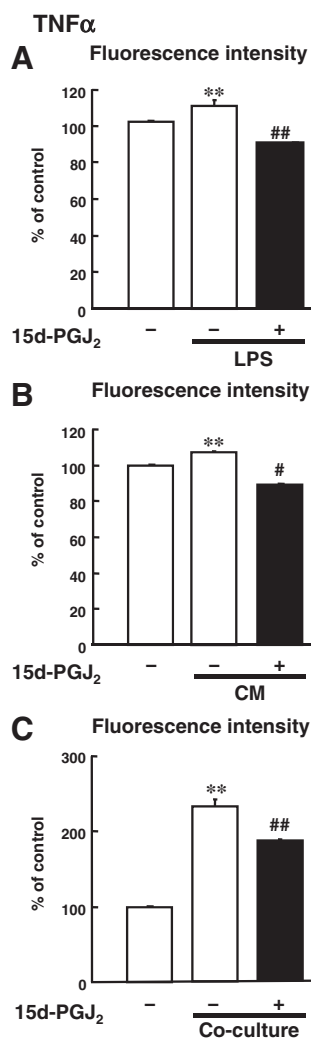 TNFα
A Fluorescence intensity
120
100
80
60
40
20
0
% of control
** ##
15d-PGJ2 – – +
LPS
B Fluorescence intensity
120
100
80
60
40
20
0
% of control
** #
15d-PGJ2 – – +
CM
C Fluorescence intensity
300
200
100
0
% of control
** ##
15d-PGJ2 – – +
Co-culture